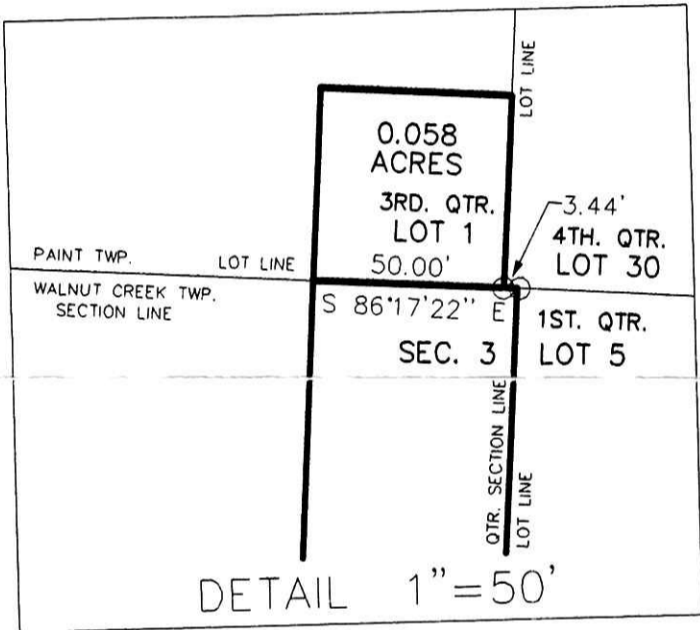 LOT LINE
0.058
ACRES
3RD. QTR.
LOT 1
3.44'
4TH. QTR.
LOT 30
PAINT TWP.
LOT LINE
50.00'
WALNUT CREEK TWP.
SECTION LINE
S 86°17'22" E
1ST. QTR.
SEC. 3
LOT 5
QTR. SECTION LINE
LOT LINE
DETAIL 1"=50'